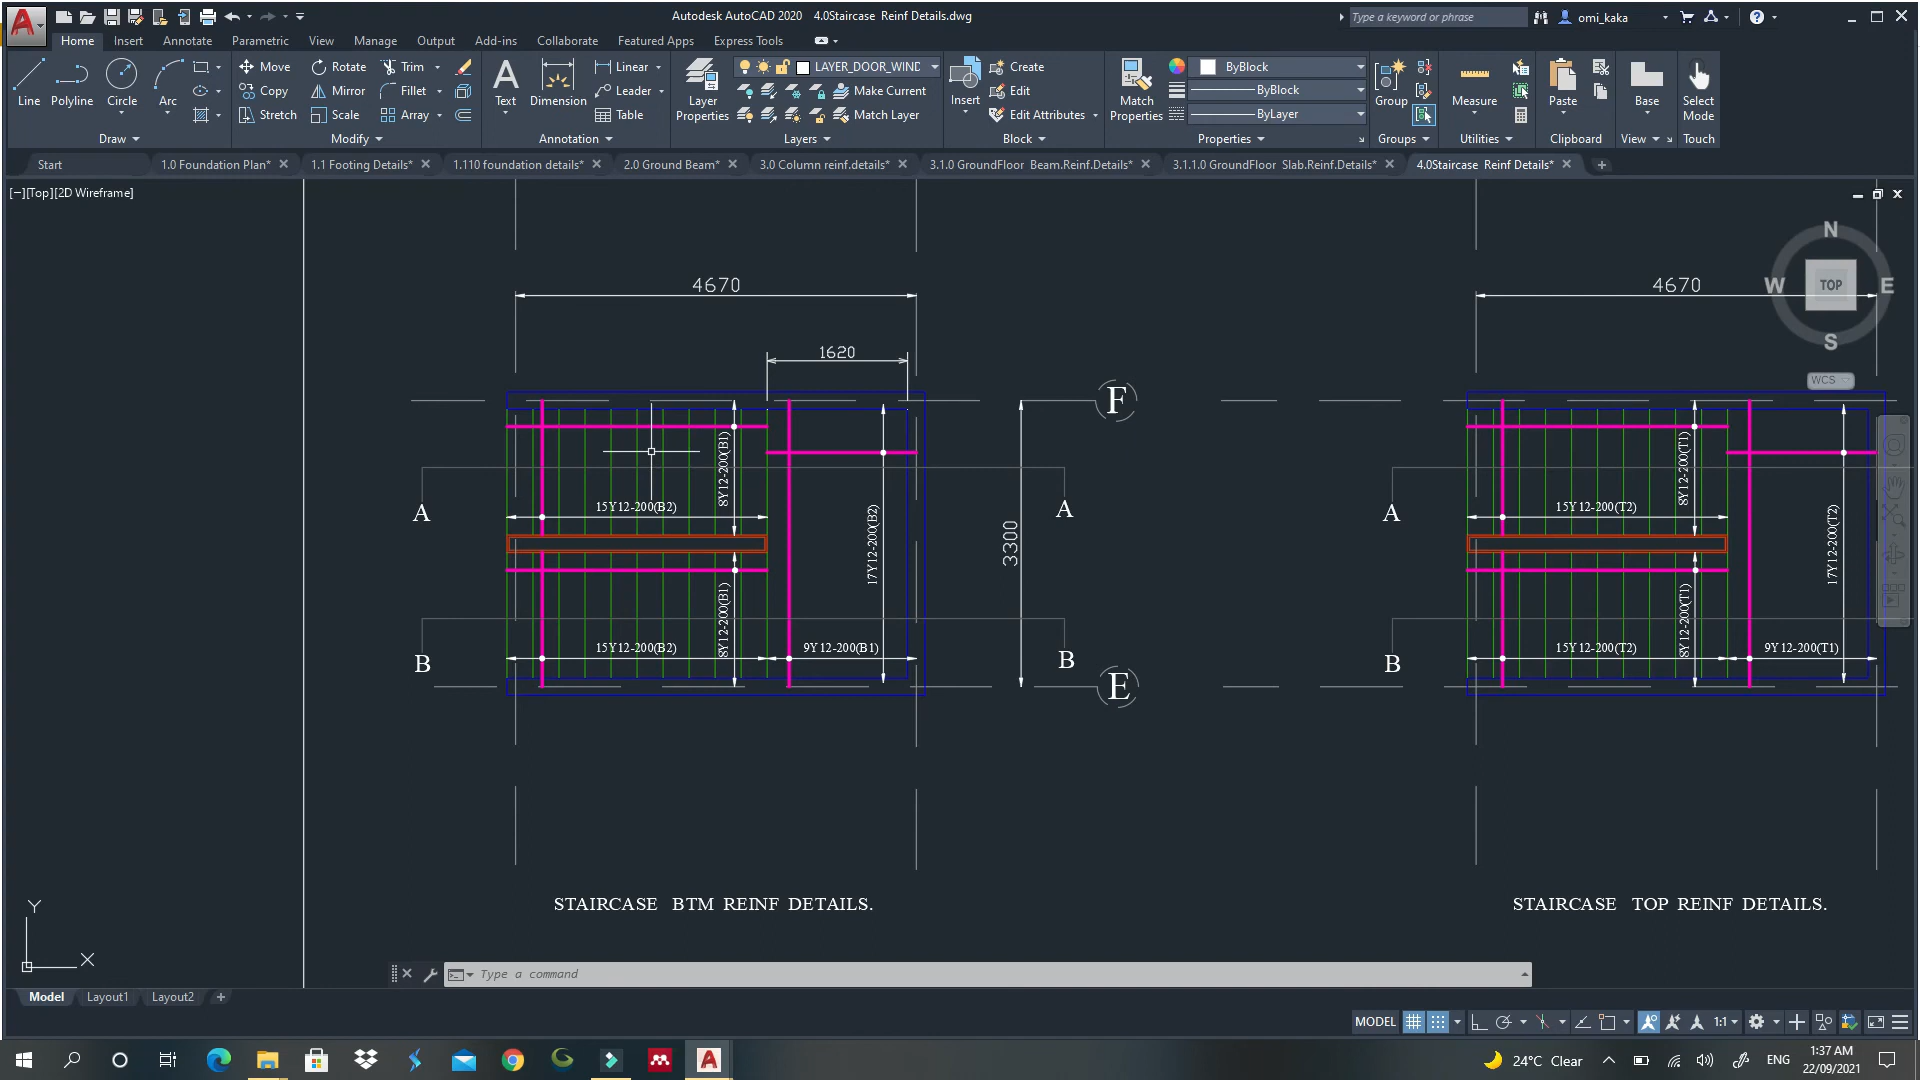 Autodesk AutoCAD 2020 4.0Staircase Reinf Details.dwg
Type a keyword or phrase
omi_kaka
Home Insert Annotate Parametric View Manage Output Add-ins Collaborate Featured Apps Express Tools
Line Polyline Circle Arc
Move Rotate Trim
Copy Mirror Fillet
Stretch Scale Array
Text Dimension
Linear
Leader
Table
Layer Properties
LAYER_DOOR_WIND
Make Current
Match Layer
Insert
Create
Edit
Edit Attributes
Match Properties
ByBlock
ByBlock
ByLayer
Group
Measure
Paste
Base
Select Mode
Draw Modify Annotation Layers Block Properties Groups Utilities Clipboard View Touch
Start 1.0 Foundation Plan* 1.1 Footing Details* 1.110 foundation details* 2.0 Ground Beam* 3.0 Column reinf.details* 3.1.0 GroundFloor Beam.Reinf.Details* 3.1.1.0 GroundFloor Slab.Reinf.Details* 4.0Staircase Reinf Details*
[−][Top][2D Wireframe]
N
W TOP E
S
WCS
4670
1620
F
8Y12-200(B1)
15Y12-200(B2)
17Y12-200(B2)
A A
3300
8Y12-200(B1)
15Y12-200(B2)
9Y12-200(B1)
B B
E
STAIRCASE BTM REINF DETAILS.
4670
8Y12-200(T1)
15Y12-200(T2)
17Y12-200(T2)
A
8Y12-200(T1)
15Y12-200(T2)
9Y12-200(T1)
B
STAIRCASE TOP REINF DETAILS.
Y
X
Type a command
Model Layout1 Layout2
MODEL 1:1
24°C Clear ENG 1:37 AM
22/09/2021